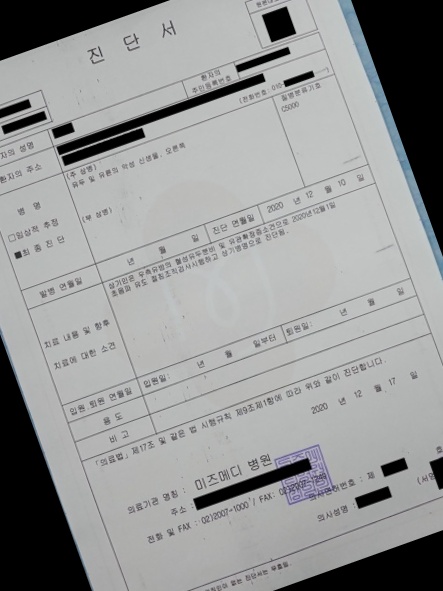 진 단 서
환자의
주민등록번호
환자의 성명
환자의 주소
(전화번호: 010
질병분류기호
C5000
(주 상병)
유두 및 유륜의 악성 신생물, 오른쪽
(부 상병)
병 명
□임상적 추정
■최 종 진 단
발병 연월일
년 월 일
진단 연월일
2020 년 12 월 10 일
치료 내용 및 향후
치료에 대한 소견
상기인은 우측유방의 혈성유두분비 및 유관확장증소견으로 2020년12월1일
초음파 유도 절침조직검사시행하고 상기병명으로 진단됨.
입원 퇴원 연월일
입원일: 년 월 일부터
퇴원일: 년 월 일
용 도
비 고
「의료법」제17조 및 같은 법 시행규칙 제9조제1항에 따라 위와 같이 진단합니다.
2020 년 12 월 17 일
의료기관 명칭 : 미즈메디 병원
주소 :
전화 및 FAX : 02)2007-1000 / FAX:
의사면허번호 : 제 호
의사성명 :